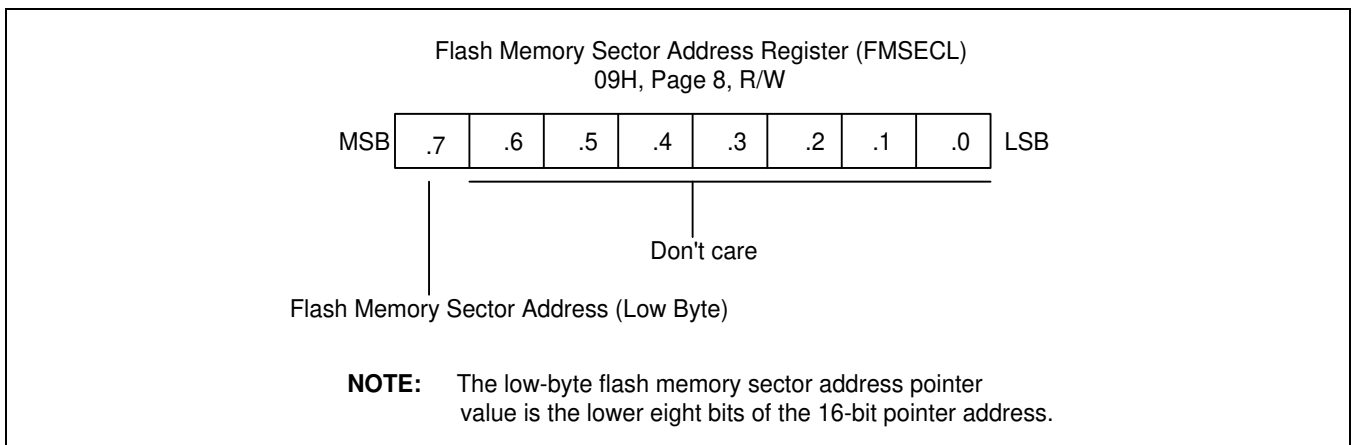 Flash Memory Sector Address Register (FMSECL)
09H, Page 8, R/W
MSB .7 .6 .5 .4 .3 .2 .1 .0 LSB
Don't care
Flash Memory Sector Address (Low Byte)
NOTE: The low-byte flash memory sector address pointer
value is the lower eight bits of the 16-bit pointer address.